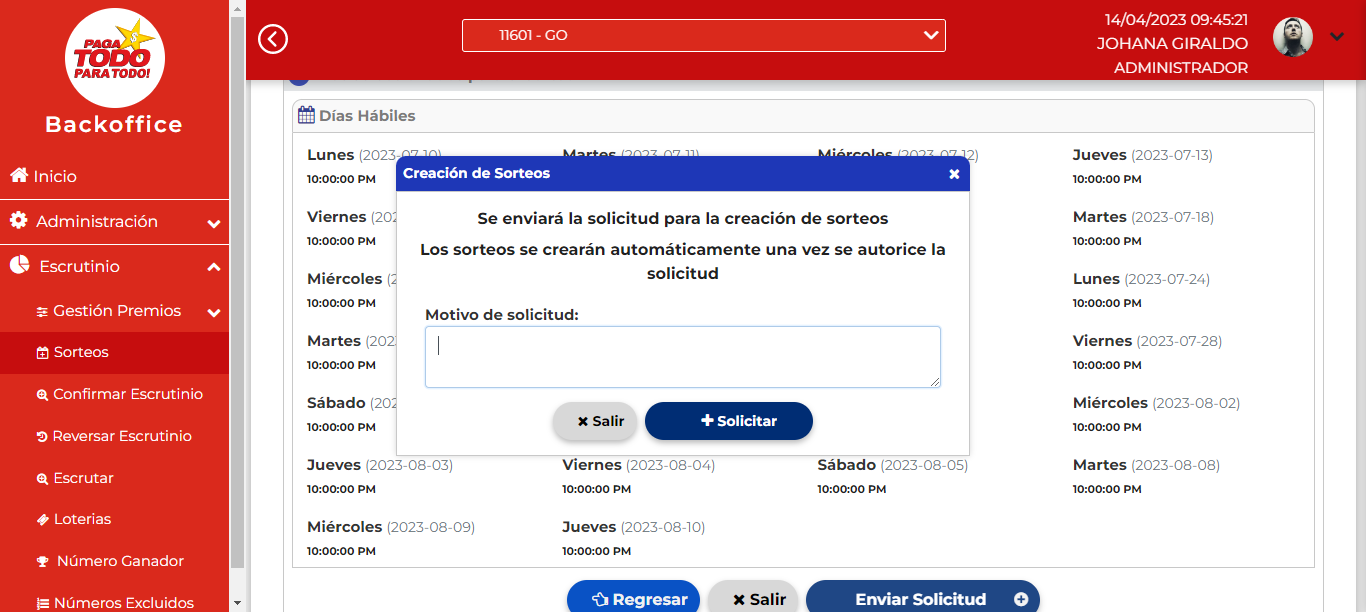 PAGA
TODO
PARA TODO!
Backoffice
Inicio
Administración
Escrutinio
Gestión Premios
Sorteos
Confirmar Escrutinio
Reversar Escrutinio
Escrutar
Loterias
Número Ganador
Números Excluidos
11601 - GO
14/04/2023 09:45:21
JOHANA GIRALDO
ADMINISTRADOR
Días Hábiles
Lunes (2023-07-10) Martes (2023-07-11) Miércoles (2023-07-12) Jueves (2023-07-13)
10:00:00 PM 10:00:00 PM
Viernes (202 Martes (2023-07-18)
10:00:00 PM 10:00:00 PM
Miércoles (2 Lunes (2023-07-24)
10:00:00 PM 10:00:00 PM
Martes (202 Viernes (2023-07-28)
10:00:00 PM 10:00:00 PM
Sábado (202 Miércoles (2023-08-02)
10:00:00 PM 10:00:00 PM
Jueves (2023-08-03) Viernes (2023-08-04) Sábado (2023-08-05) Martes (2023-08-08)
10:00:00 PM 10:00:00 PM 10:00:00 PM 10:00:00 PM
Miércoles (2023-08-09) Jueves (2023-08-10)
10:00:00 PM 10:00:00 PM
Creación de Sorteos
Se enviará la solicitud para la creación de sorteos
Los sorteos se crearán automáticamente una vez se autorice la
solicitud
Motivo de solicitud:
Salir Solicitar
Regresar Salir Enviar Solicitud